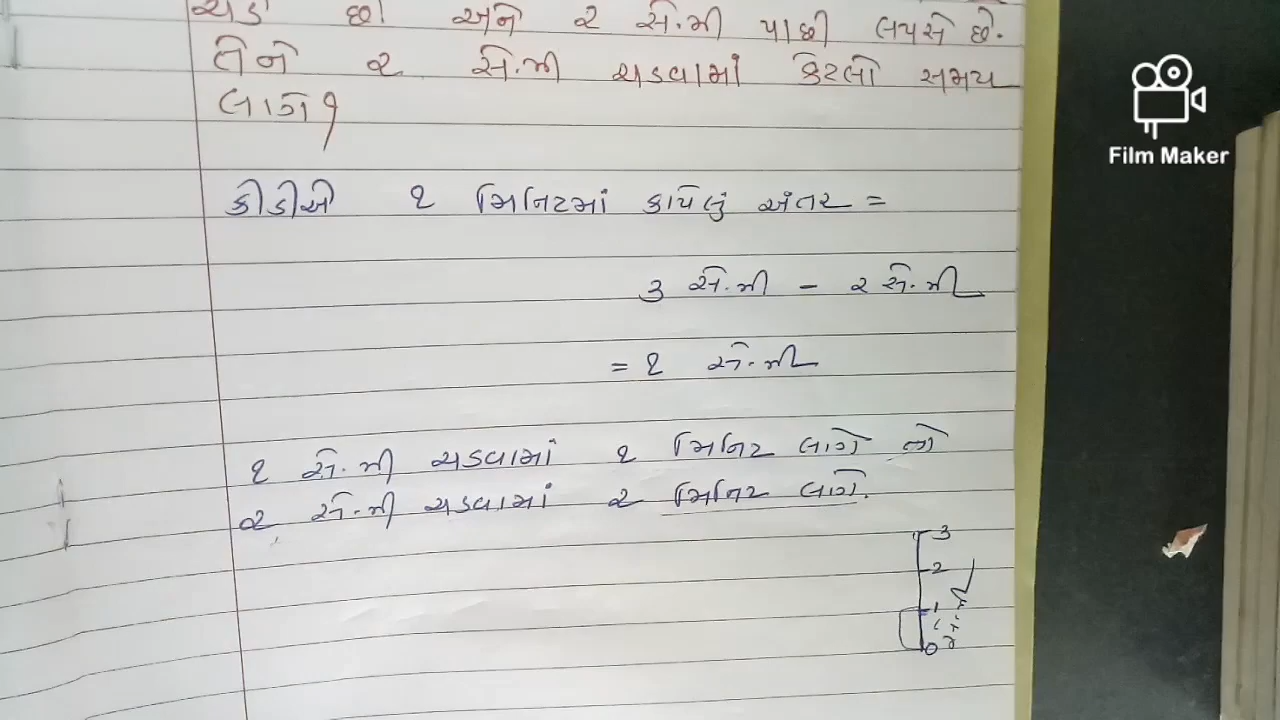 ચડે છે। અને ૨ સે.મી પાછી લપસે છે.
તેને ૨ સે.મી ચડવામાં કેટલો સમય
લાગે?
કીડીએ ૧ મિનિટમાં કાપેલું અંતર =
૩ સે.મી - ૨ સે.મી
= ૧ સે.મી
૧ સે.મી ચડવામાં ૧ મિનિટ લાગે તો
૨ સે.મી ચડવામાં ૨ મિનિટ લાગે.
3
2
1
0
Film Maker